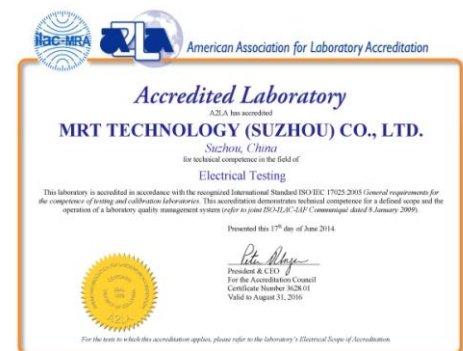 ilac-MRA
A2LA
American Association for Laboratory Accreditation
Accredited Laboratory
A2LA has accredited
MRT TECHNOLOGY (SUZHOU) CO., LTD.
Suzhou, China
for technical competence in the field of
Electrical Testing
This laboratory is accredited in accordance with the recognized International Standard ISO/IEC 17025:2005 General requirements for
the competence of testing and calibration laboratories. This accreditation demonstrates technical competence for a defined scope and the
operation of a laboratory quality management system (refer to joint ISO-ILAC-IAF Communiqué dated 8 January 2009).
Presented this 17th day of June 2014.
President & CEO
For the Accreditation Council
Certificate Number 3628.01
Valid to August 31, 2016
A2LA
For the tests to which this accreditation applies, please refer to the laboratory's Electrical Scope of Accreditation.